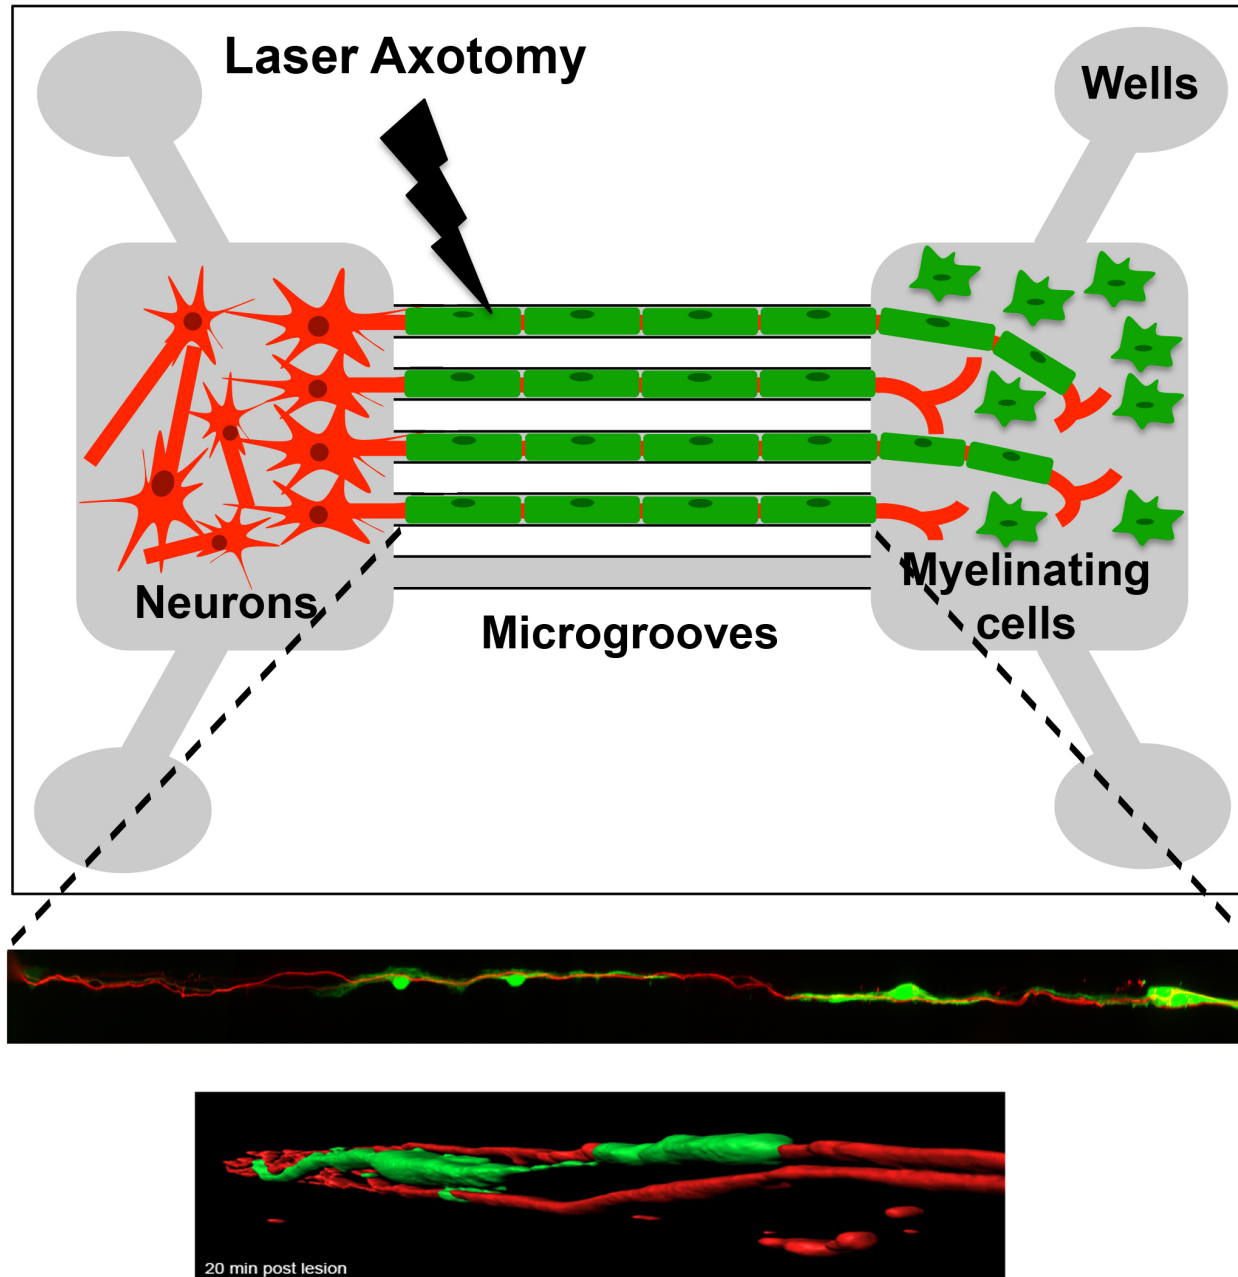 Laser Axotomy
Wells
Neurons
Microgrooves
Myelinating
cells
20 min post lesion